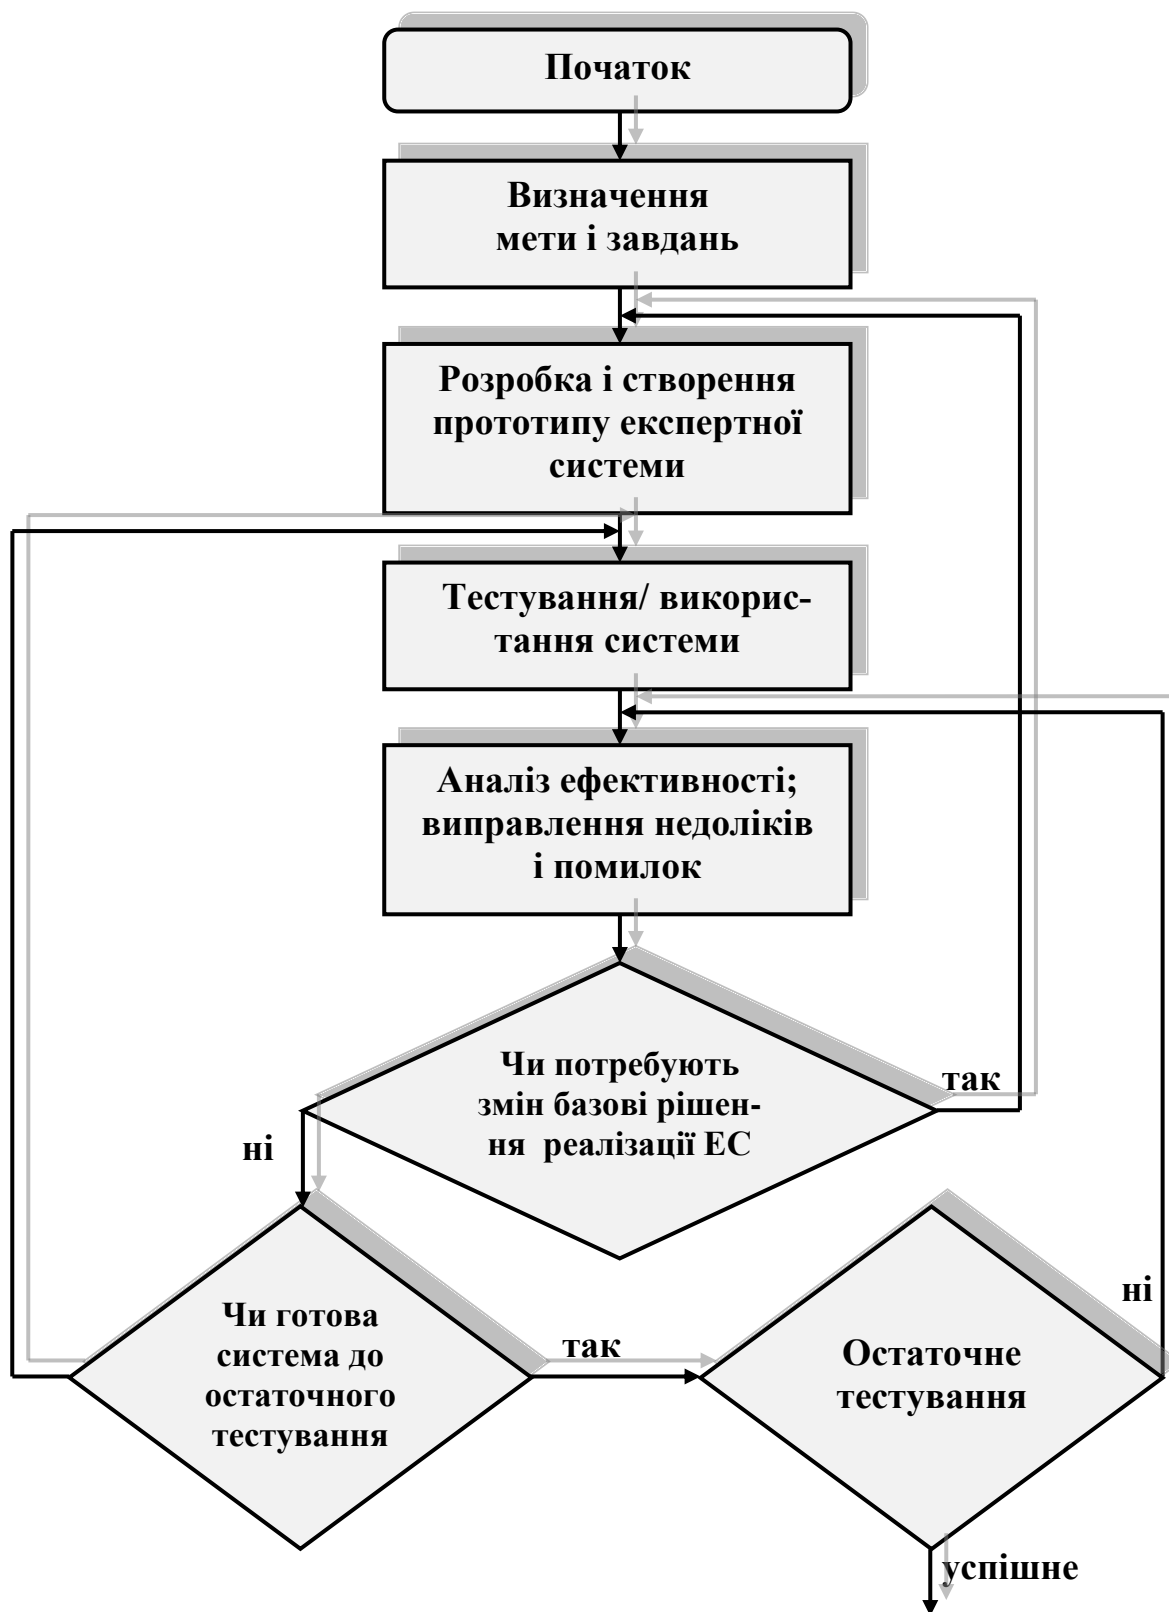 Початок
Визначення
мети і завдань
Розробка і створення
прототипу експертної
системи
Тестування/ викорис-
тання системи
Аналіз ефективності;
виправлення недоліків
і помилок
Чи потребують
змін базові рішен-
ня реалізації ЕС
так
ні
Чи готова
система до
остаточного
тестування
так
Остаточне
тестування
ні
успішне